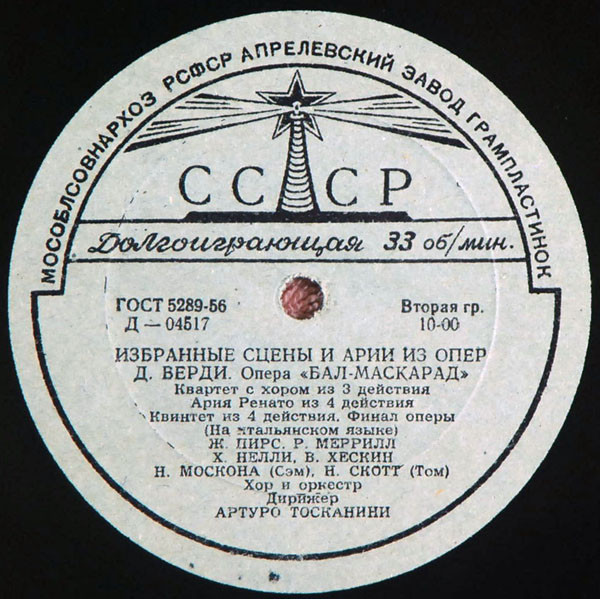 МОСОБЛСОВНАРХОЗ РСФСР АПРЕЛЕВСКИЙ ЗАВОД ГРАМПЛАСТИНОК
СССР
Долгоиграющая 33 об/мин.
ГОСТ 5289-56
Д — 04517
Вторая гр.
10-00
ИЗБРАННЫЕ СЦЕНЫ И АРИИ ИЗ ОПЕР
Д. ВЕРДИ. Опера «БАЛ-МАСКАРАД»
Квартет с хором из 3 действия
Ария Ренато из 4 действия
Квинтет из 4 действия. Финал оперы
(На итальянском языке)
Ж. ПИРС, Р. МЕРРИЛЛ
Х. НЕЛЛИ, В. ХЕСКИН
Н. МОСКОНА (Сэм), Н. СКОТТ (Том)
Хор и оркестр
Дирижер
АРТУРО ТОСКАНИНИ